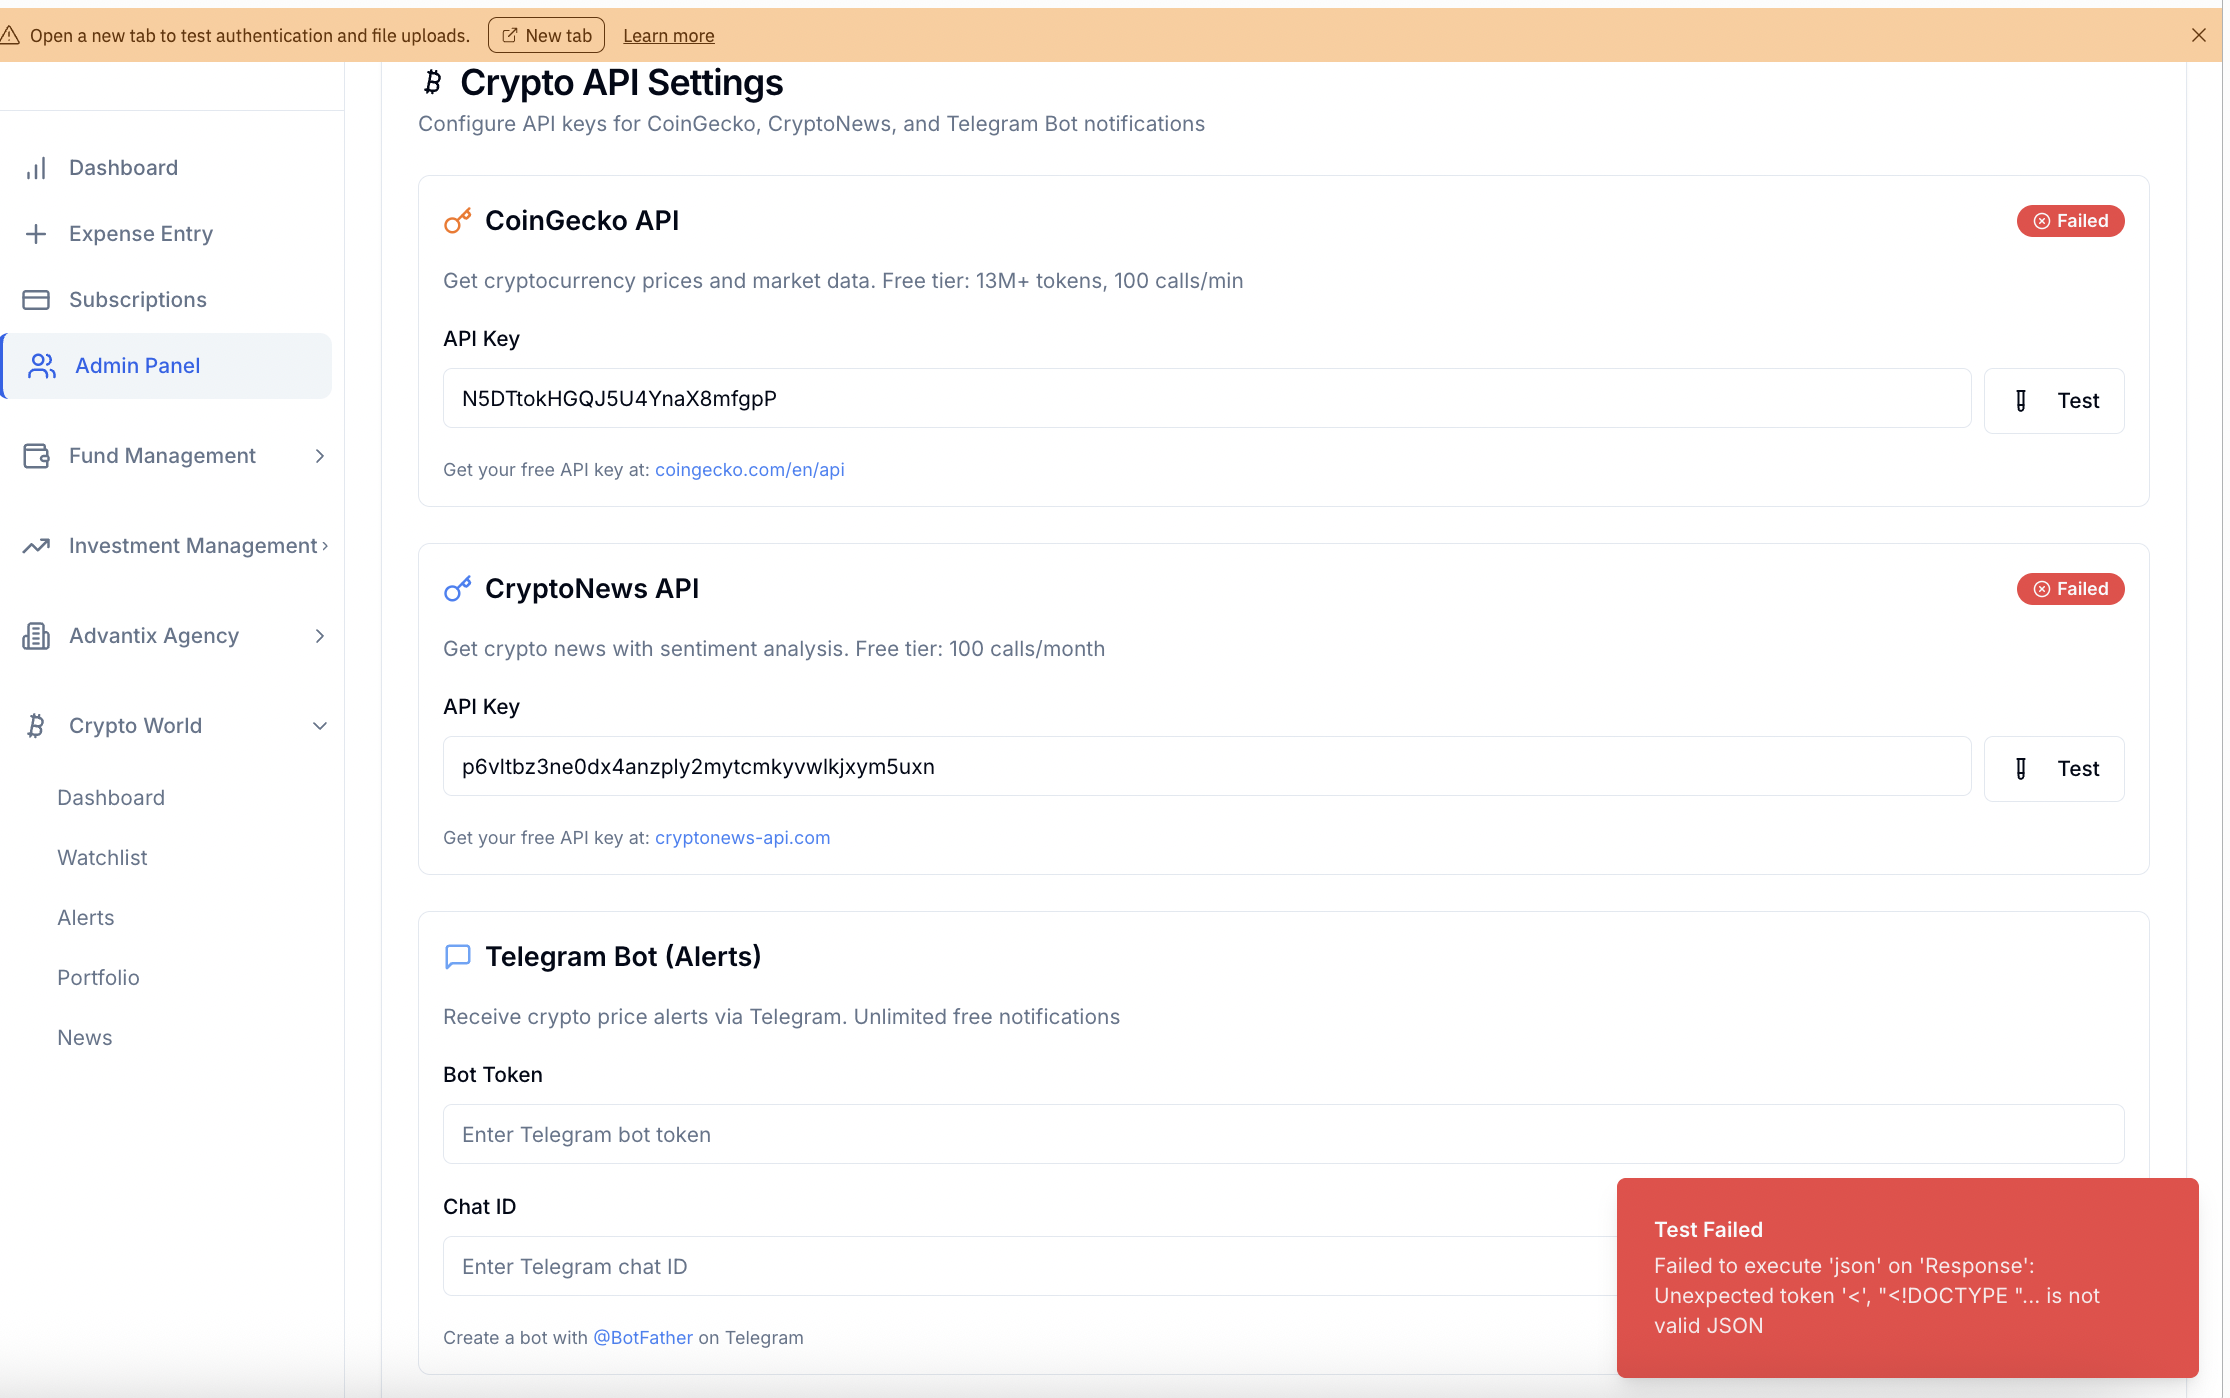 Open a new tab to test authentication and file uploads. New tab Learn more
Crypto API Settings
Configure API keys for CoinGecko, CryptoNews, and Telegram Bot notifications
Dashboard
Expense Entry
Subscriptions
Admin Panel
Fund Management
Investment Management
Advantix Agency
Crypto World
Dashboard
Watchlist
Alerts
Portfolio
News
CoinGecko API
Failed
Get cryptocurrency prices and market data. Free tier: 13M+ tokens, 100 calls/min
API Key
N5DTtokHGQJ5U4YnaX8mfgpP
Test
Get your free API key at: coingecko.com/en/api
CryptoNews API
Failed
Get crypto news with sentiment analysis. Free tier: 100 calls/month
API Key
p6vltbz3ne0dx4anzply2mytcmkyvwlkjxym5uxn
Test
Get your free API key at: cryptonews-api.com
Telegram Bot (Alerts)
Receive crypto price alerts via Telegram. Unlimited free notifications
Bot Token
Enter Telegram bot token
Chat ID
Enter Telegram chat ID
Create a bot with @BotFather on Telegram
Test Failed
Failed to execute 'json' on 'Response':
Unexpected token '<', "<!DOCTYPE "... is not
valid JSON